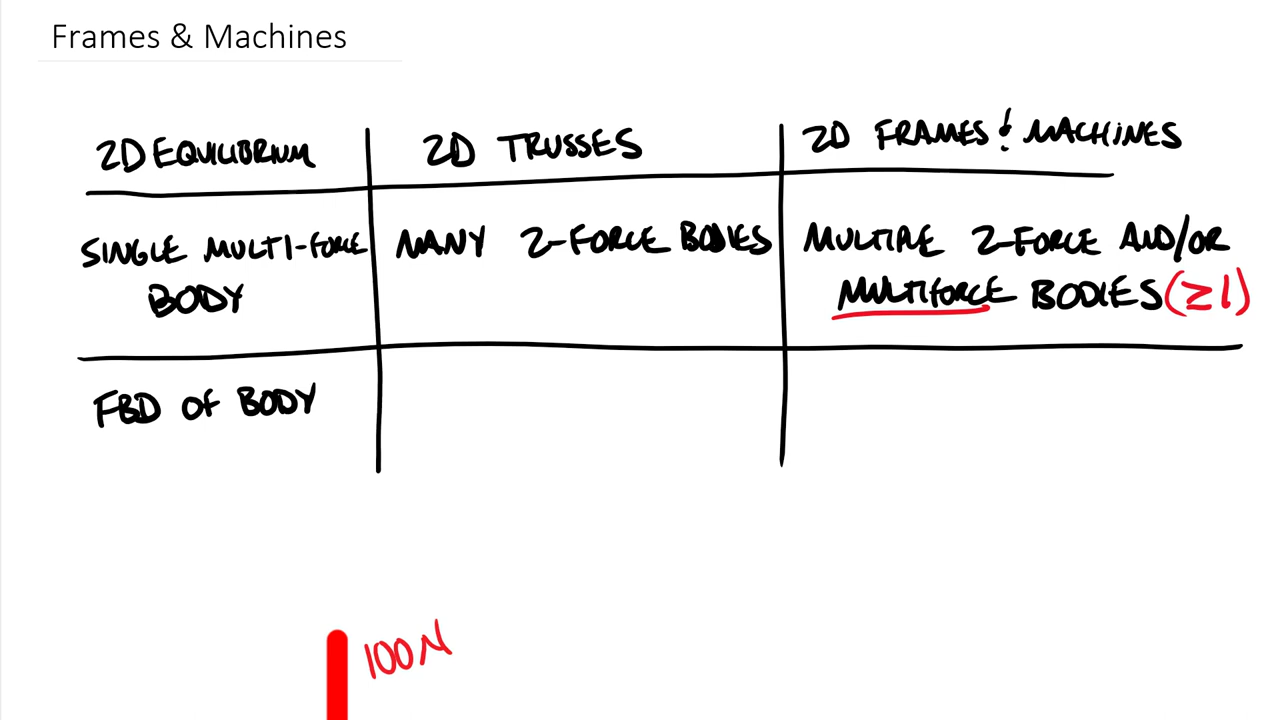 Frames & Machines
2D EQUILIBRIUM
2D TRUSSES
2D FRAMES & MACHINES
SINGLE MULTI-FORCE
BODY
MANY 2-FORCE BODIES
MULTIPLE 2-FORCE AND/OR
MULTIFORCE BODIES (≥1)
FBD OF BODY
100N